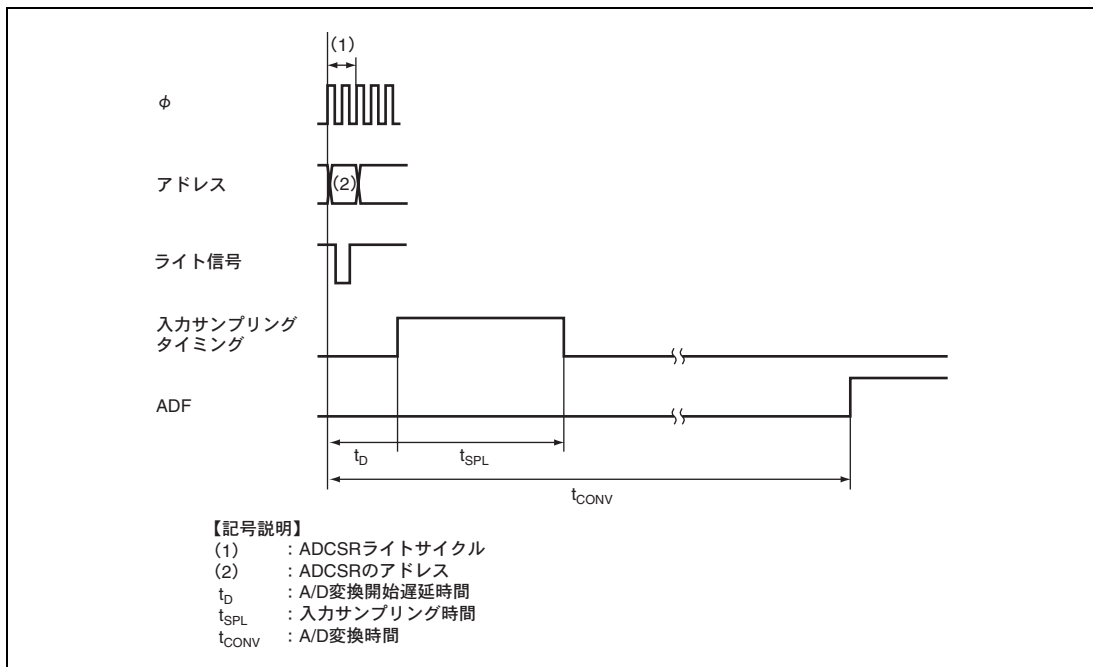 (1)
φ
アドレス
(2)
ライト信号
入力サンプリング
タイミング
ADF
tD
tSPL
tCONV
【記号説明】
(1) : ADCSRライトサイクル
(2) : ADCSRのアドレス
tD : A/D変換開始遅延時間
tSPL : 入力サンプリング時間
tCONV : A/D変換時間